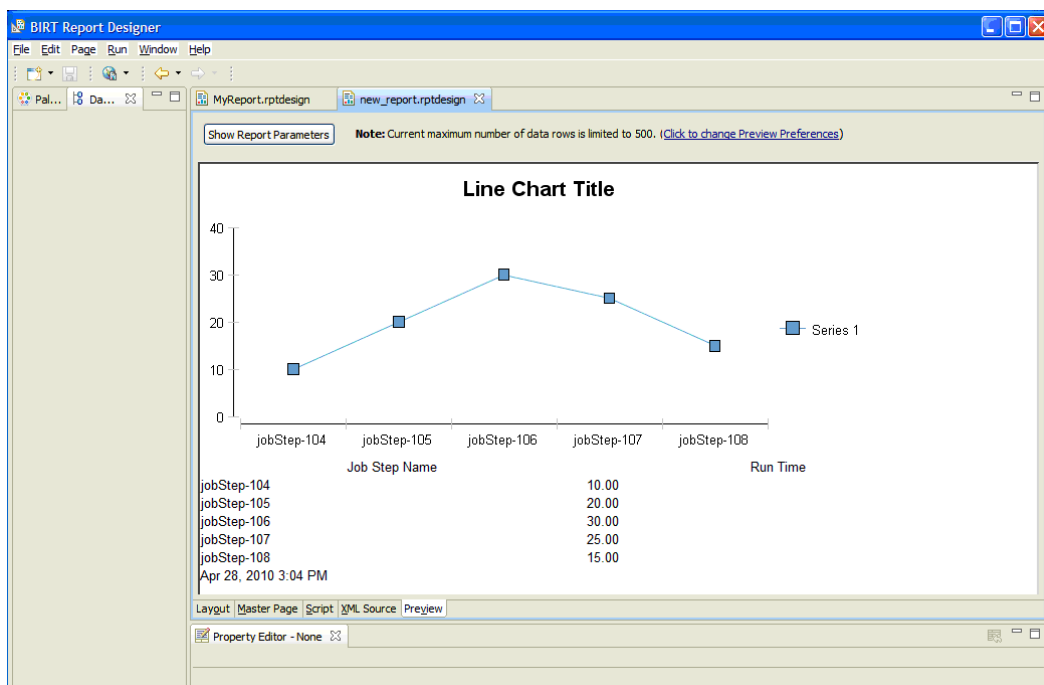 BIRT Report Designer
File Edit Page Run Window Help
Pal... Da...
MyReport.rptdesign new_report.rptdesign
Show Report Parameters Note: Current maximum number of data rows is limited to 500. (Click to change Preview Preferences)
Line Chart Title
40
30
20
10
0
Series 1
jobStep-104 jobStep-105 jobStep-106 jobStep-107 jobStep-108
Job Step Name Run Time
jobStep-104 10.00
jobStep-105 20.00
jobStep-106 30.00
jobStep-107 25.00
jobStep-108 15.00
Apr 28, 2010 3:04 PM
Layout Master Page Script XML Source Preview
Property Editor - None